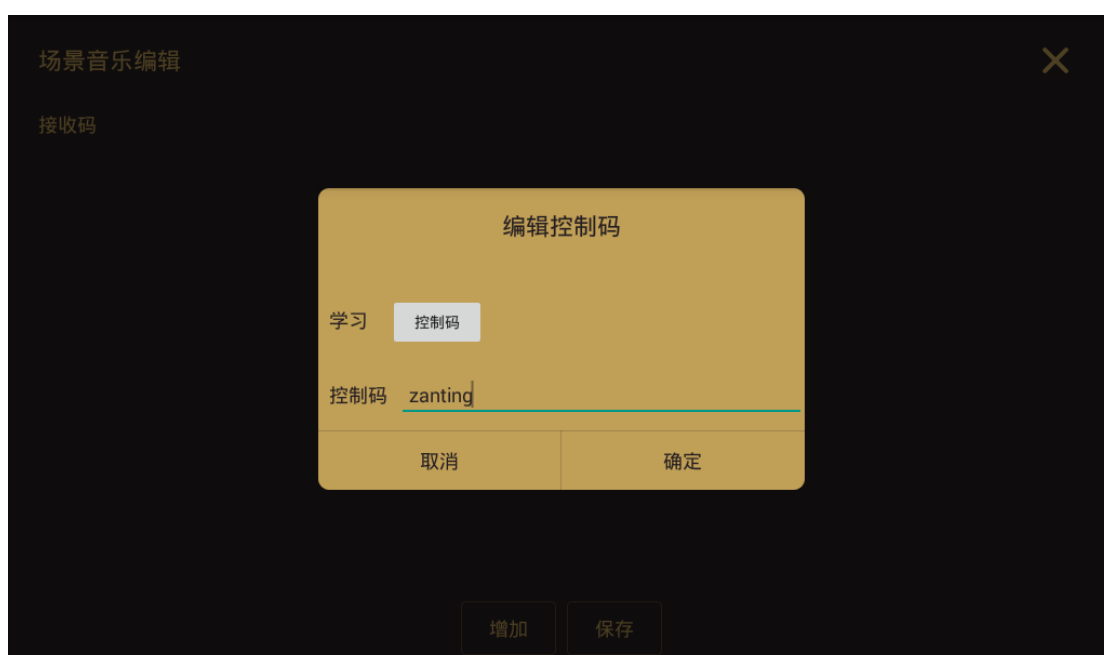 场景音乐编辑
接收码
编辑控制码
学习 控制码
控制码 zanting
取消 确定
增加 保存